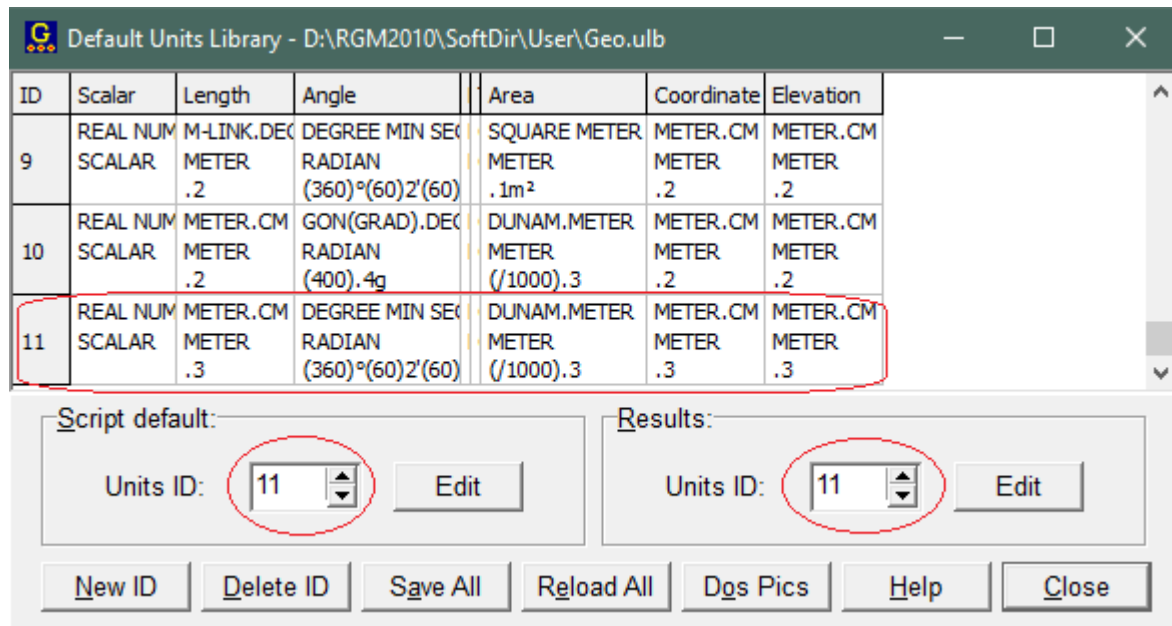 Default Units Library - D:\RGM2010\SoftDir\User\Geo.ulb
ID Scalar Length Angle Area Coordinate Elevation
REAL NUM M-LINK.DEC DEGREE MIN SEC SQUARE METER METER.CM METER.CM
9 SCALAR METER RADIAN METER METER METER
.2 (360)°(60)2'(60) .1m² .2 .2
REAL NUM METER.CM GON(GRAD).DEC DUNAM.METER METER.CM METER.CM
10 SCALAR METER RADIAN METER METER METER
.2 (400).4g (/1000).3 .2 .2
REAL NUM METER.CM DEGREE MIN SEC DUNAM.METER METER.CM METER.CM
11 SCALAR METER RADIAN METER METER METER
.3 (360)°(60)2'(60) (/1000).3 .3 .3
Script default: Results:
Units ID: 11 Edit Units ID: 11 Edit
New ID Delete ID Save All Reload All Dos Pics Help Close